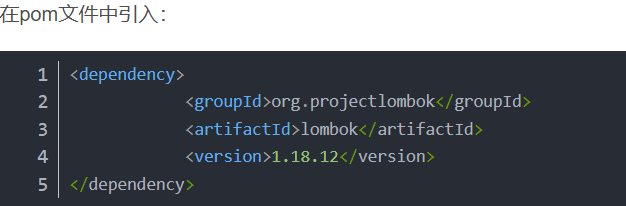 在pom文件中引入：
1 <dependency>
2 <groupId>org.projectlombok</groupId>
3 <artifactId>lombok</artifactId>
4 <version>1.18.12</version>
5 </dependency>